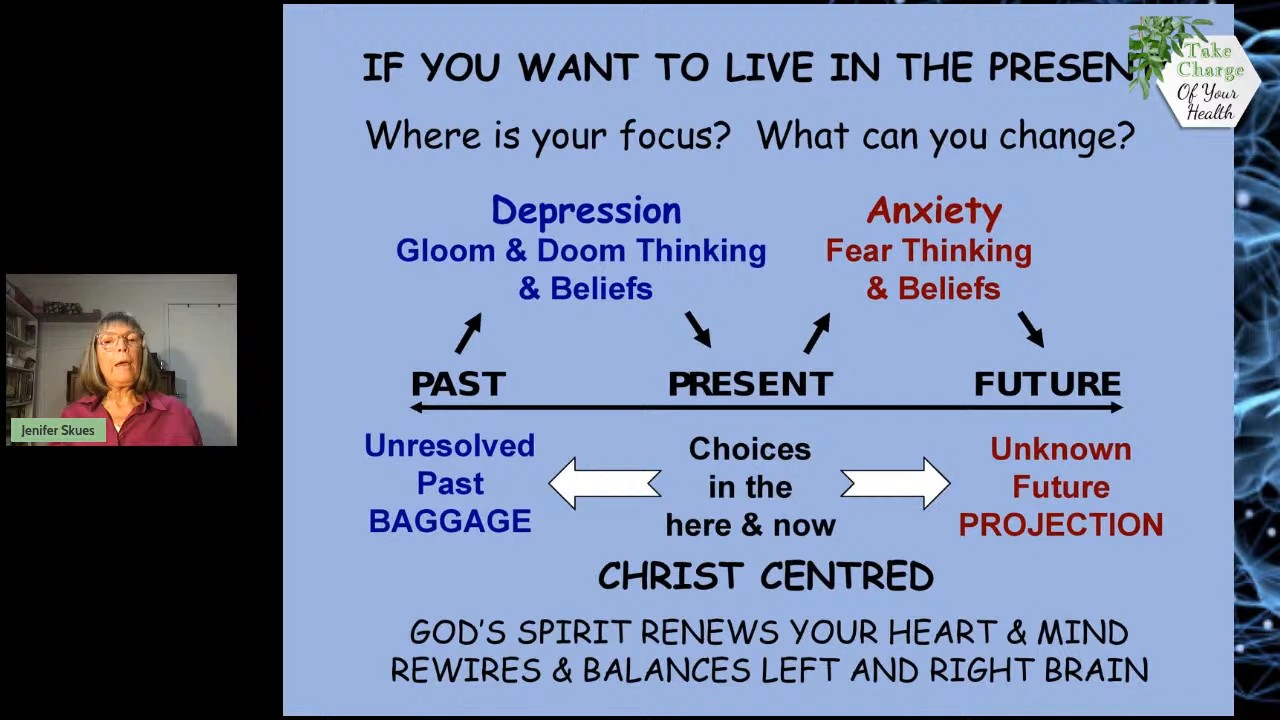 IF YOU WANT TO LIVE IN THE PRESEN
Take
Charge
Of Your
Health
Where is your focus? What can you change?
Depression
Gloom & Doom Thinking
& Beliefs
Anxiety
Fear Thinking
& Beliefs
PAST
PRESENT
FUTURE
Unresolved
Past
BAGGAGE
Choices
in the
here & now
Unknown
Future
PROJECTION
CHRIST CENTRED
GOD'S SPIRIT RENEWS YOUR HEART & MIND
REWIRES & BALANCES LEFT AND RIGHT BRAIN
Jenifer Skues